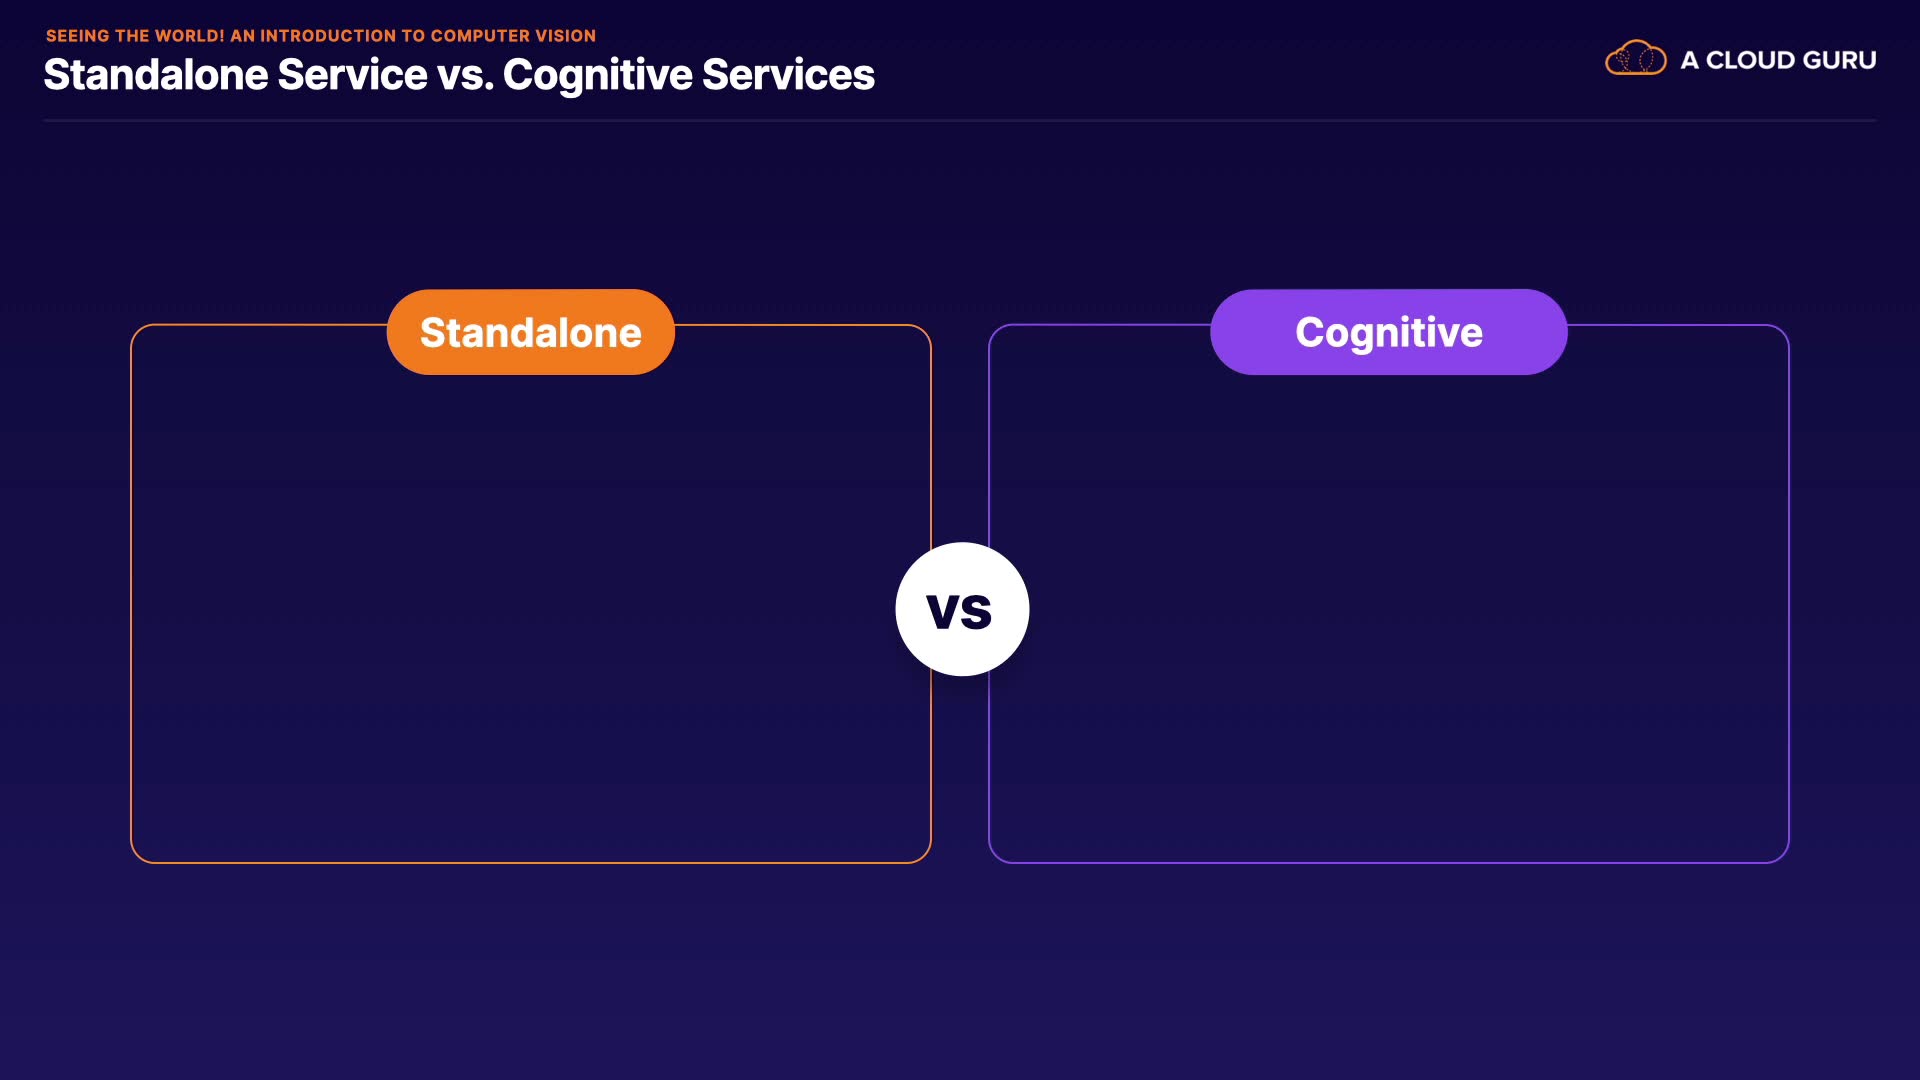 SEEING THE WORLD! AN INTRODUCTION TO COMPUTER VISION
Standalone Service vs. Cognitive Services
A CLOUD GURU
Standalone
Cognitive
vs